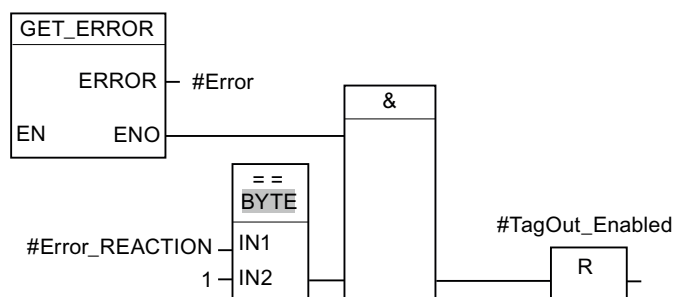 GET_ERROR
ERROR #Error
&
EN ENO
= =
BYTE
#TagOut_Enabled
#Error_REACTION IN1
R
1 IN2